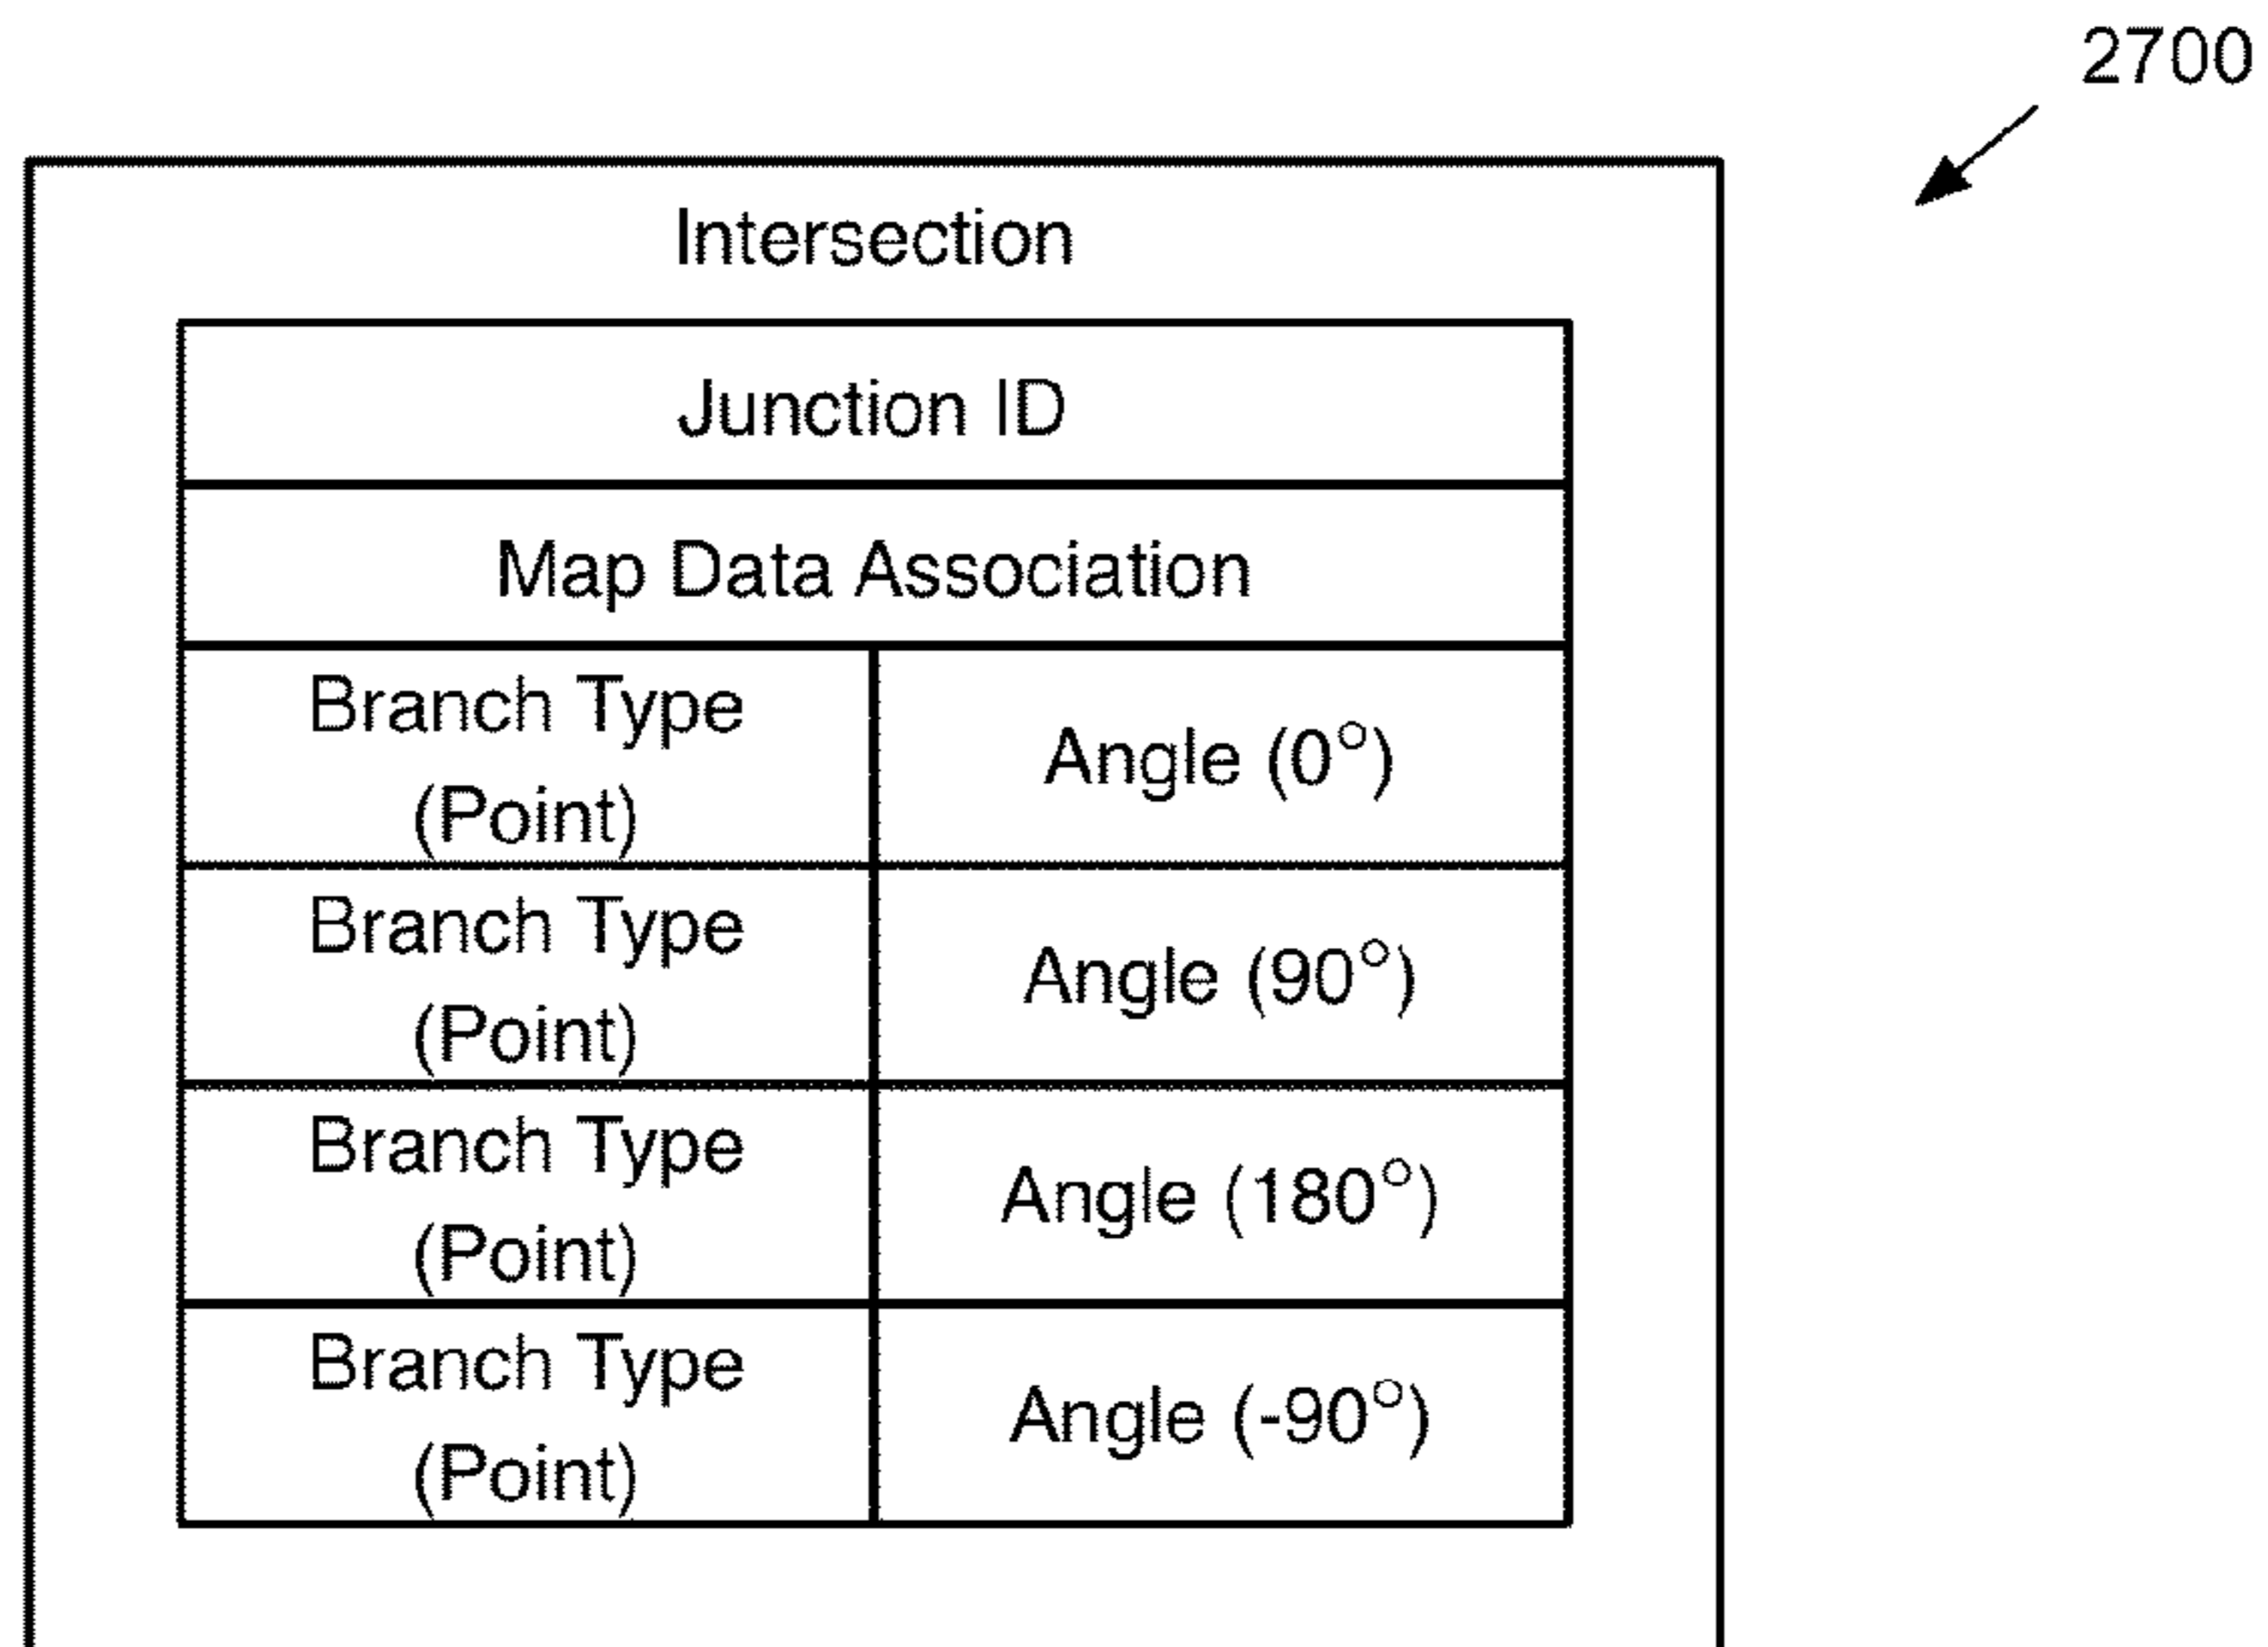 2700
Intersection
Junction ID
Map Data Association
Branch Type
(Point)
Angle (0°)
Branch Type
(Point)
Angle (90°)
Branch Type
(Point)
Angle (180°)
Branch Type
(Point)
Angle (-90°)